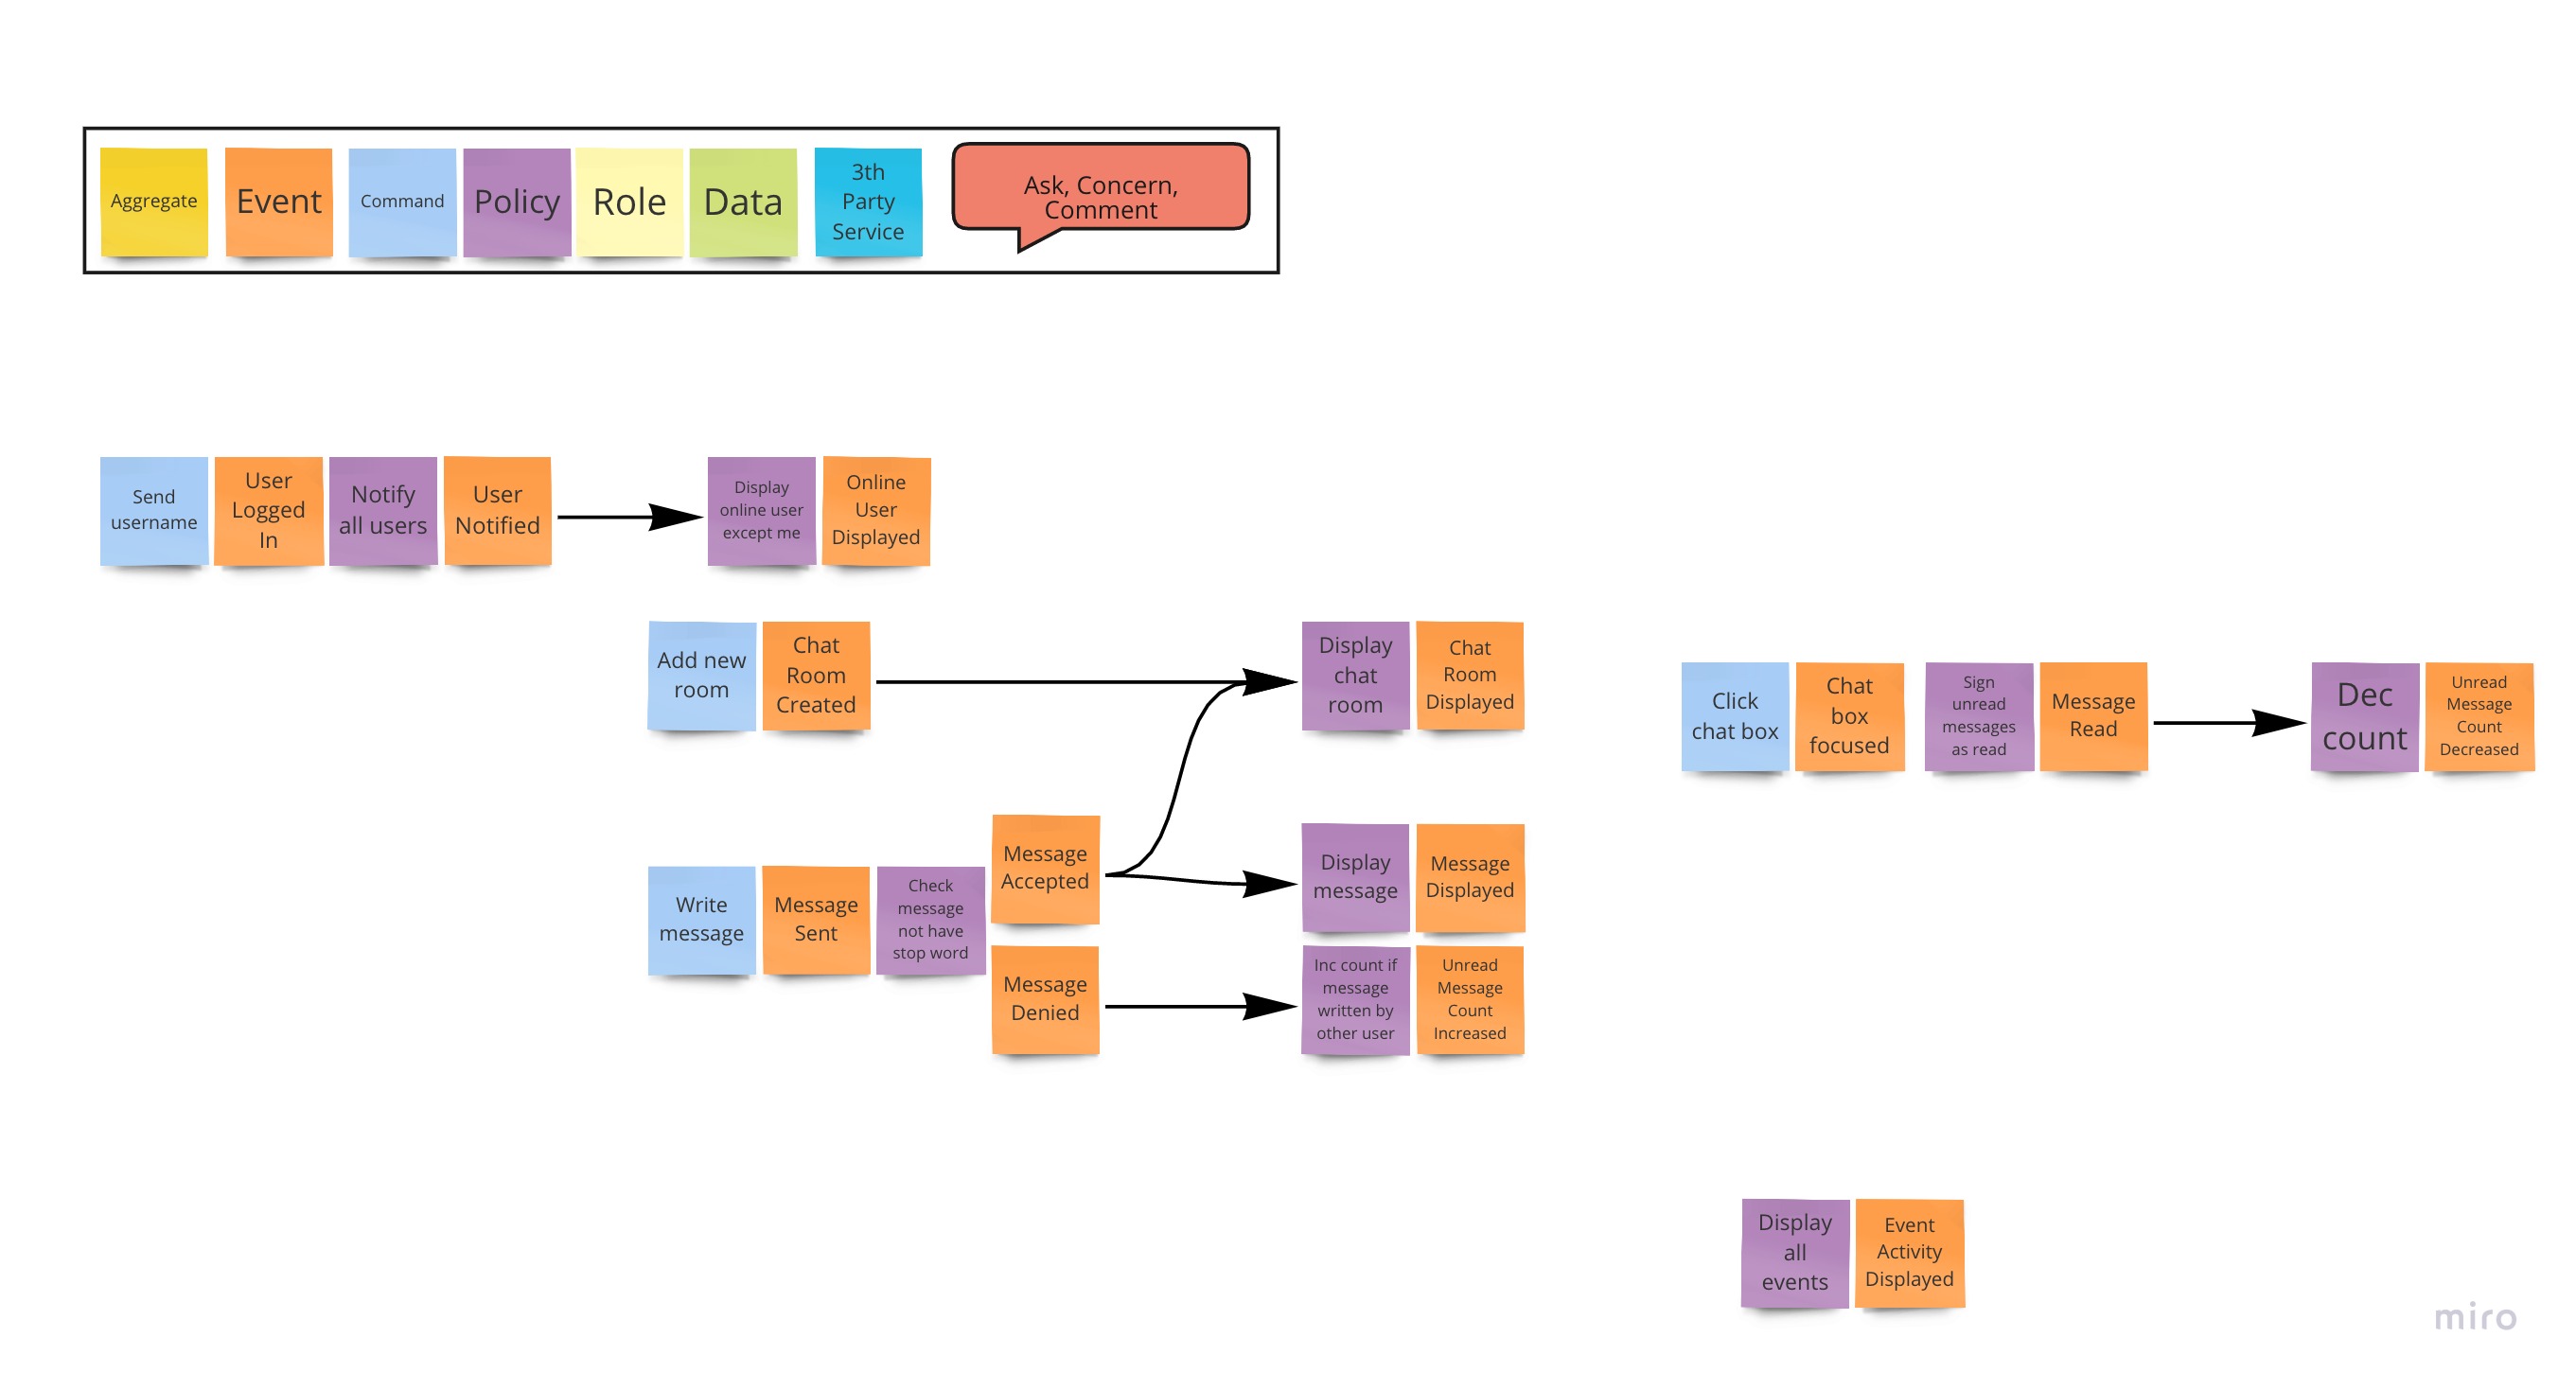 Aggregate
Event
Command
Policy
Role
Data
3th
Party
Service
Ask, Concern,
Comment
Send
username
User
Logged
In
Notify
all users
User
Notified
Display
online user
except me
Online
User
Displayed
Add new
room
Chat
Room
Created
Display
chat
room
Chat
Room
Displayed
Click
chat box
Chat
box
focused
Sign
unread
messages
as read
Message
Read
Dec
count
Unread
Message
Count
Decreased
Write
message
Message
Sent
Check
message
not have
stop word
Message
Accepted
Message
Denied
Display
message
Message
Displayed
Inc count if
message
written by
other user
Unread
Message
Count
Increased
Display
all
events
Event
Activity
Displayed
miro